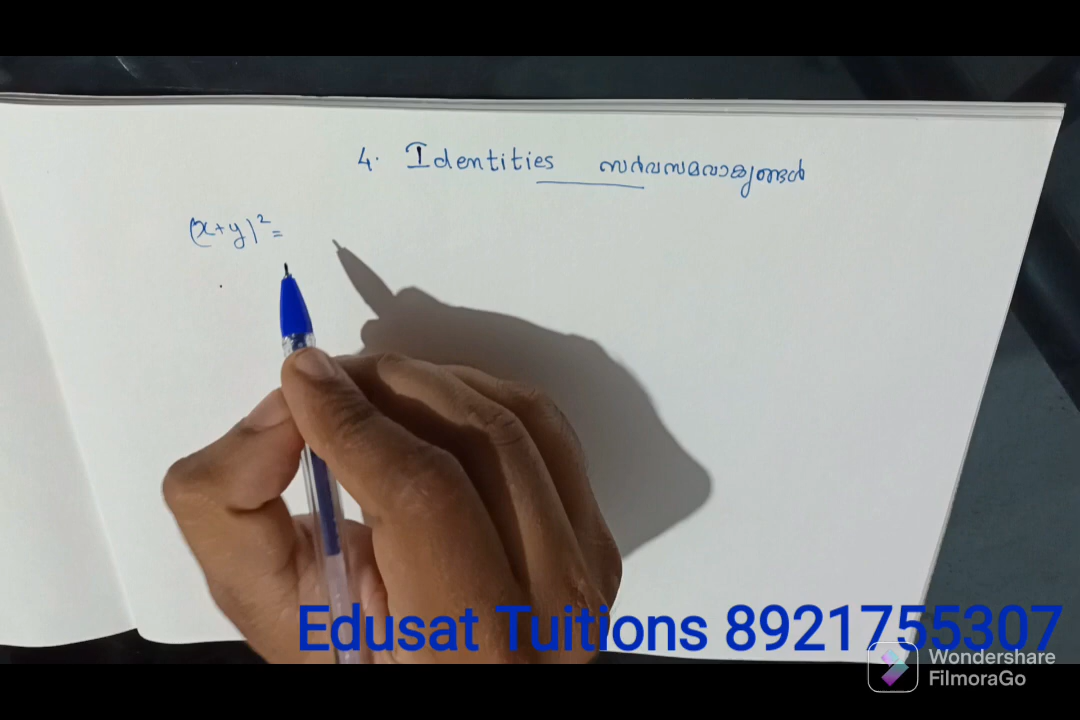 4. Identities സർവസമവാക്യങ്ങൾ
(x+y)² =
Edusat Tuitions 8921755307
Wondershare
FilmoraGo